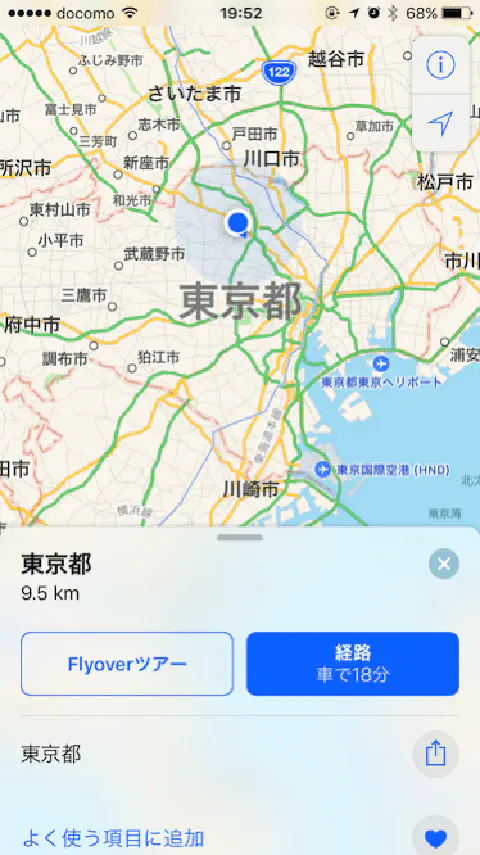 docomo 19:52 68%
川越線
ふじみ野市
越谷市
122
さいたま市
富士見市
志木市
戸田市
草加市
三芳町
川口市
新座市
所沢市
松戸市
和光市
東村山市
小平市
武蔵野市
市川
三鷹市
東京都
府中市
調布市
狛江市
浦安
東京都東京ヘリポート
東海道本線
田市
東京国際空港 (HND)
川崎市
横浜線
東京湾
東京都
9.5 km
Flyoverツアー
経路
車で18分
東京都
よく使う項目に追加